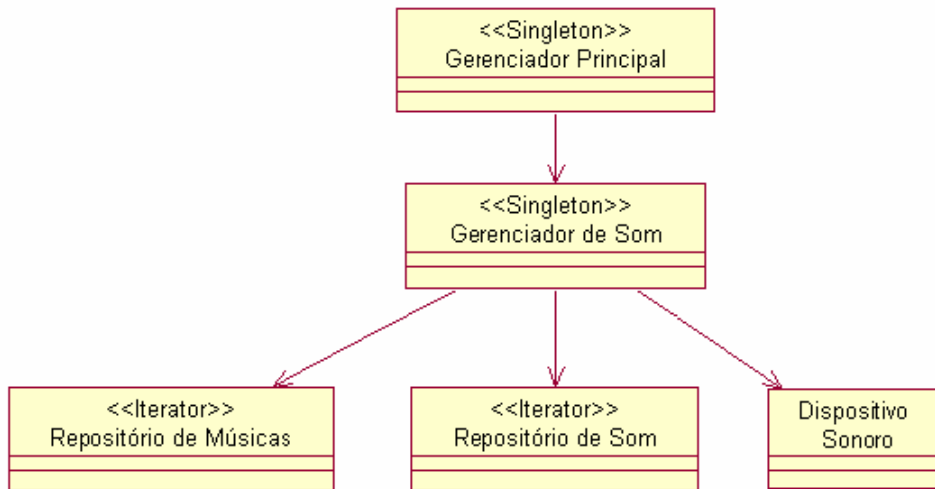 <<Singleton>>
Gerenciador Principal
<<Singleton>>
Gerenciador de Som
<<Iterator>>
Repositório de Músicas
<<Iterator>>
Repositório de Som
Dispositivo
Sonoro